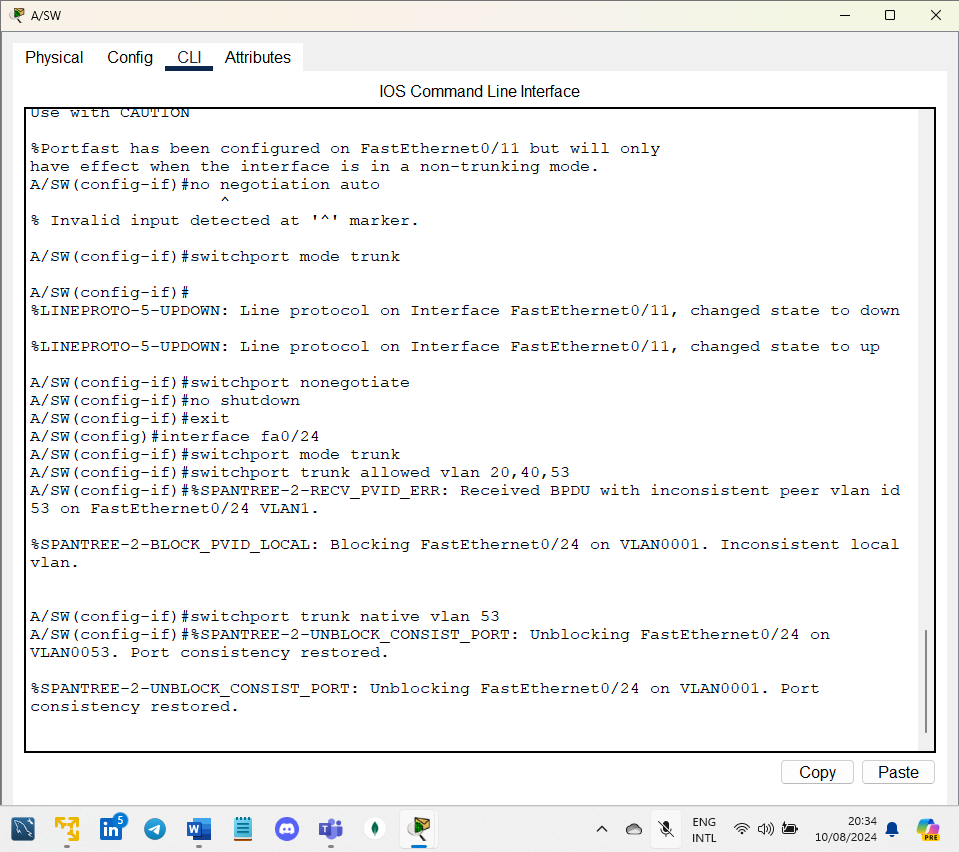 A/SW
Physical Config CLI Attributes
IOS Command Line Interface
Use with CAUTION
%Portfast has been configured on FastEthernet0/11 but will only
have effect when the interface is in a non-trunking mode.
A/SW(config-if)#no negotiation auto
^
% Invalid input detected at '^' marker.
A/SW(config-if)#switchport mode trunk
A/SW(config-if)#
%LINEPROTO-5-UPDOWN: Line protocol on Interface FastEthernet0/11, changed state to down
%LINEPROTO-5-UPDOWN: Line protocol on Interface FastEthernet0/11, changed state to up
A/SW(config-if)#switchport nonegotiate
A/SW(config-if)#no shutdown
A/SW(config-if)#exit
A/SW(config)#interface fa0/24
A/SW(config-if)#switchport mode trunk
A/SW(config-if)#switchport trunk allowed vlan 20,40,53
A/SW(config-if)#%SPANTREE-2-RECV_PVID_ERR: Received BPDU with inconsistent peer vlan id
53 on FastEthernet0/24 VLAN1.
%SPANTREE-2-BLOCK_PVID_LOCAL: Blocking FastEthernet0/24 on VLAN0001. Inconsistent local
vlan.
A/SW(config-if)#switchport trunk native vlan 53
A/SW(config-if)#%SPANTREE-2-UNBLOCK_CONSIST_PORT: Unblocking FastEthernet0/24 on
VLAN0053. Port consistency restored.
%SPANTREE-2-UNBLOCK_CONSIST_PORT: Unblocking FastEthernet0/24 on VLAN0001. Port
consistency restored.
Copy Paste
in 5
W
ENG
INTL
20:34
10/08/2024
PRE